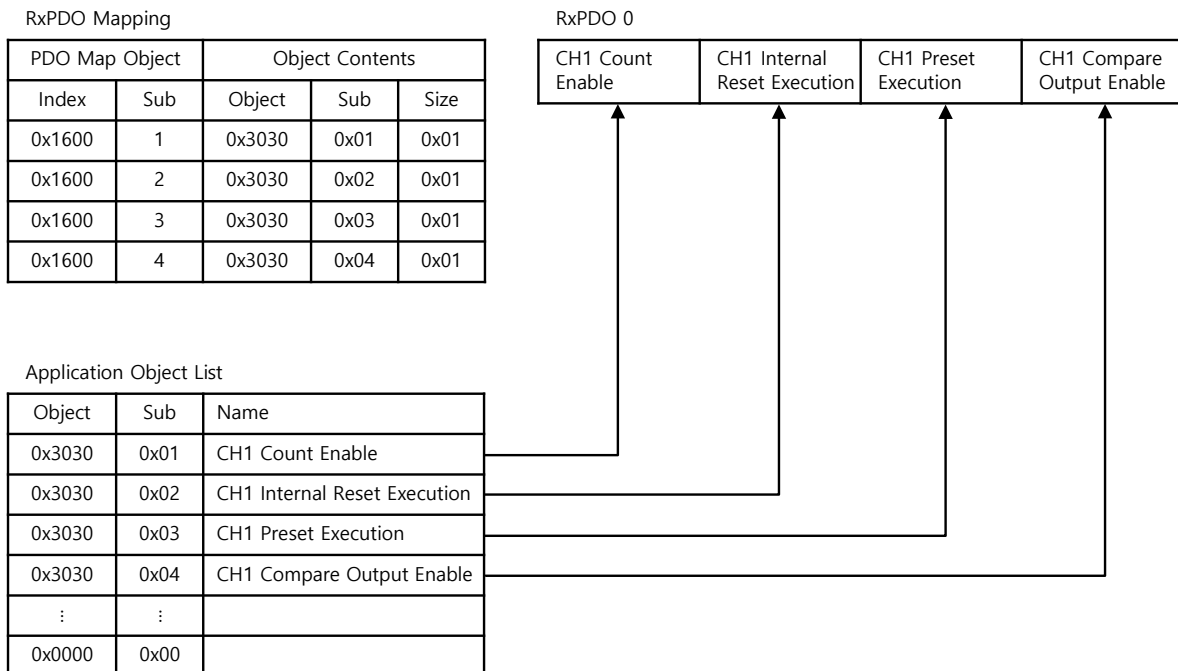 RxPDO Mapping
PDO Map Object Object Contents
Index Sub Object Sub Size
0x1600 1 0x3030 0x01 0x01
0x1600 2 0x3030 0x02 0x01
0x1600 3 0x3030 0x03 0x01
0x1600 4 0x3030 0x04 0x01
RxPDO 0
CH1 Count
Enable
CH1 Internal
Reset Execution
CH1 Preset
Execution
CH1 Compare
Output Enable
Application Object List
Object Sub Name
0x3030 0x01 CH1 Count Enable
0x3030 0x02 CH1 Internal Reset Execution
0x3030 0x03 CH1 Preset Execution
0x3030 0x04 CH1 Compare Output Enable
⋮ ⋮
0x0000 0x00